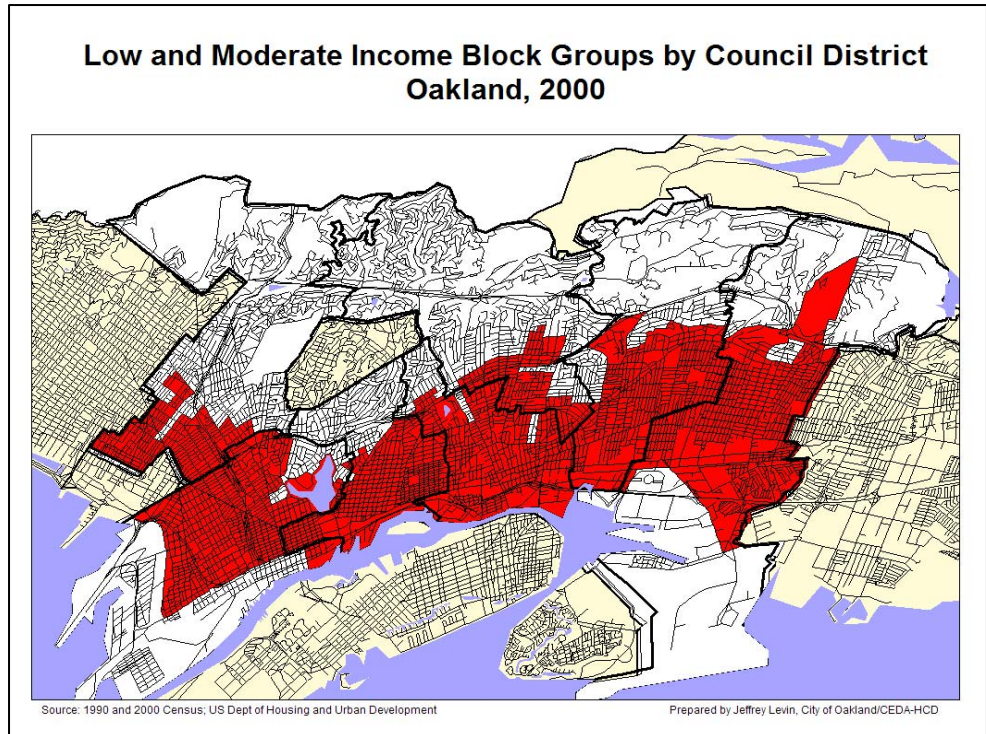 Low and Moderate Income Block Groups by Council District
Oakland, 2000
Source: 1990 and 2000 Census; US Dept of Housing and Urban Development
Prepared by Jeffrey Levin, City of Oakland/CEDA-HCD